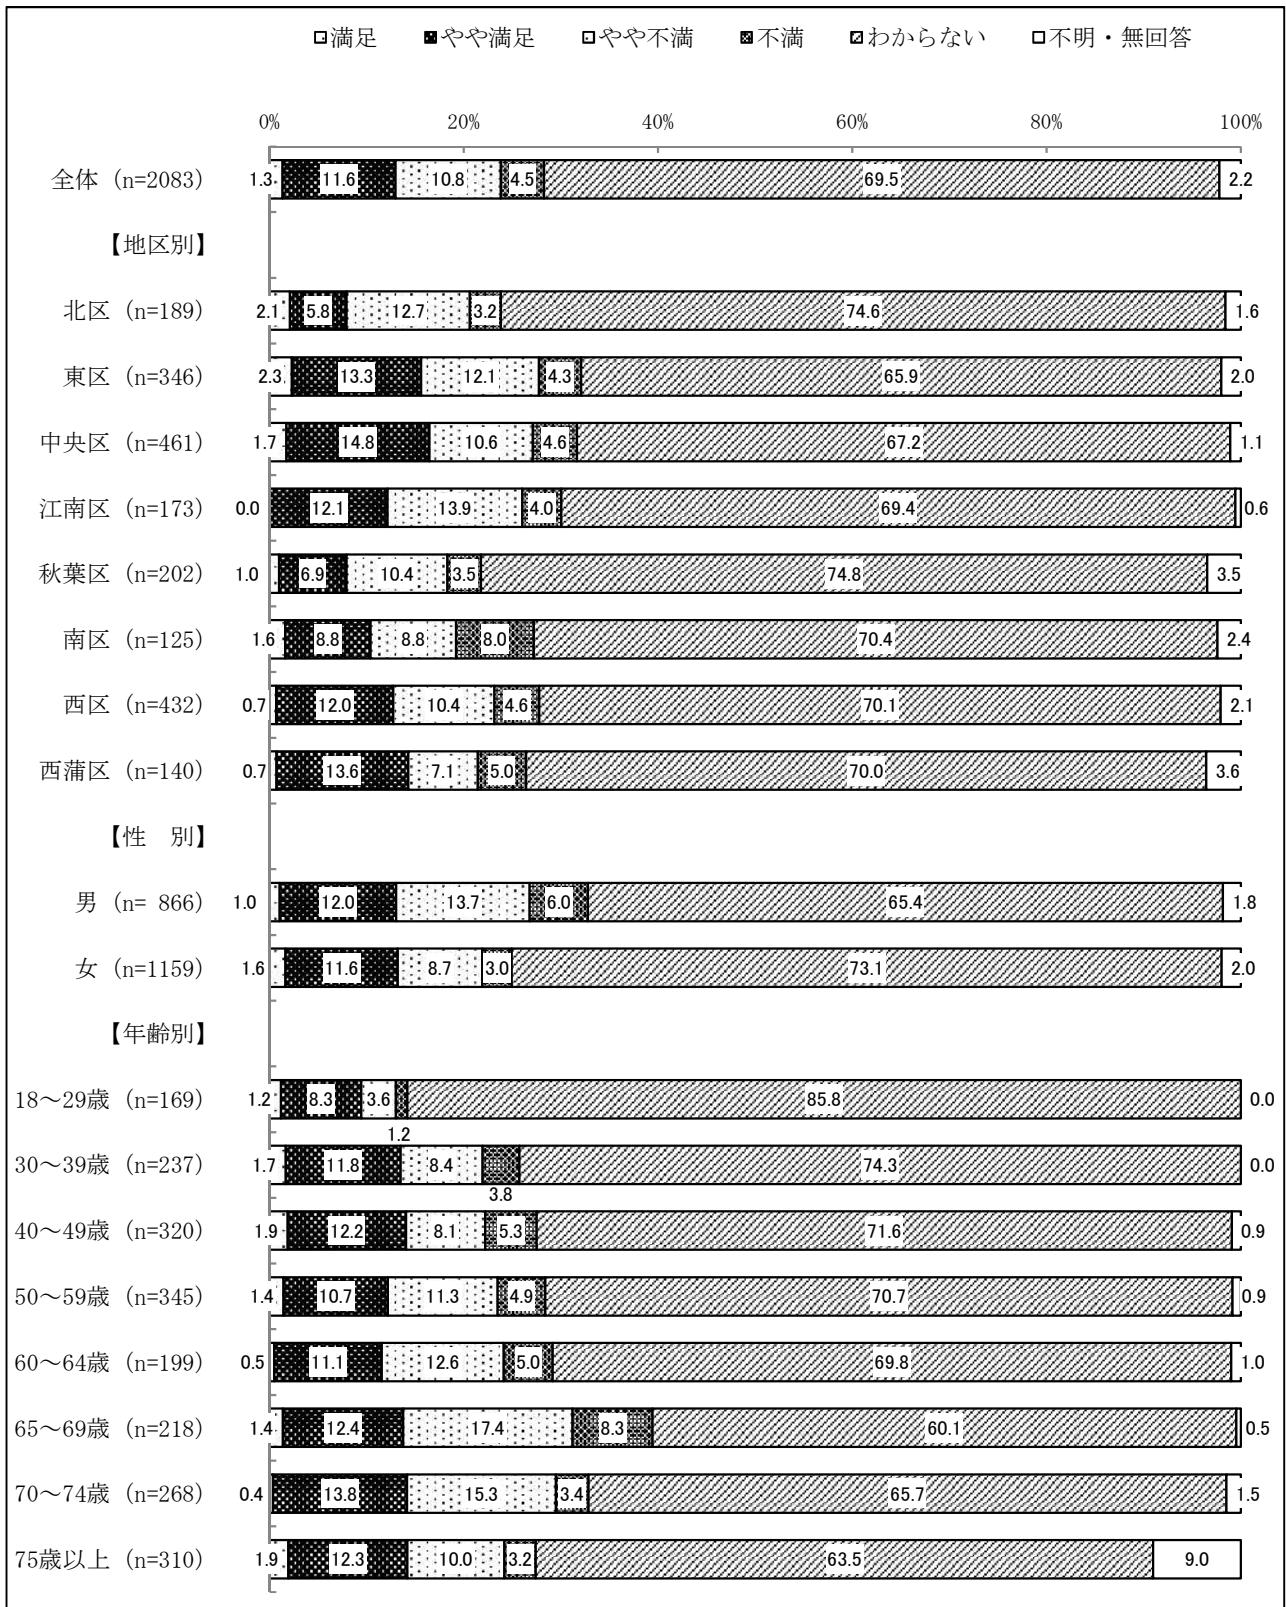 満足 やや満足 やや不満 不満 わからない 不明・無回答
0% 20% 40% 60% 80% 100%
全体 (n=2083) 1.3 11.6 10.8 4.5 69.5 2.2
【地区別】
北区 (n=189) 2.1 5.8 12.7 3.2 74.6 1.6
東区 (n=346) 2.3 13.3 12.1 4.3 65.9 2.0
中央区 (n=461) 1.7 14.8 10.6 4.6 67.2 1.1
江南区 (n=173) 0.0 12.1 13.9 4.0 69.4 0.6
秋葉区 (n=202) 1.0 6.9 10.4 3.5 74.8 3.5
南区 (n=125) 1.6 8.8 8.8 8.0 70.4 2.4
西区 (n=432) 0.7 12.0 10.4 4.6 70.1 2.1
西蒲区 (n=140) 0.7 13.6 7.1 5.0 70.0 3.6
【性　別】
男 (n= 866) 1.0 12.0 13.7 6.0 65.4 1.8
女 (n=1159) 1.6 11.6 8.7 3.0 73.1 2.0
【年齢別】
18～29歳 (n=169) 1.2 8.3 3.6 85.8 0.0
1.2
30～39歳 (n=237) 1.7 11.8 8.4 74.3 0.0
3.8
40～49歳 (n=320) 1.9 12.2 8.1 5.3 71.6 0.9
50～59歳 (n=345) 1.4 10.7 11.3 4.9 70.7 0.9
60～64歳 (n=199) 0.5 11.1 12.6 5.0 69.8 1.0
65～69歳 (n=218) 1.4 12.4 17.4 8.3 60.1 0.5
70～74歳 (n=268) 0.4 13.8 15.3 3.4 65.7 1.5
75歳以上 (n=310) 1.9 12.3 10.0 3.2 63.5 9.0